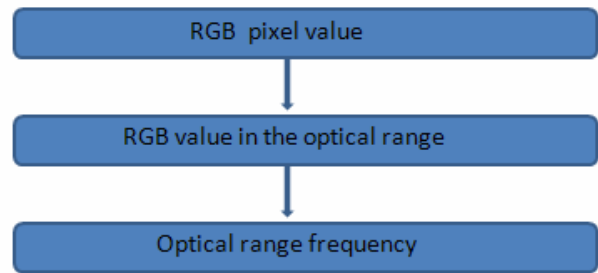 RGB pixel value
RGB value in the optical range
Optical range frequency